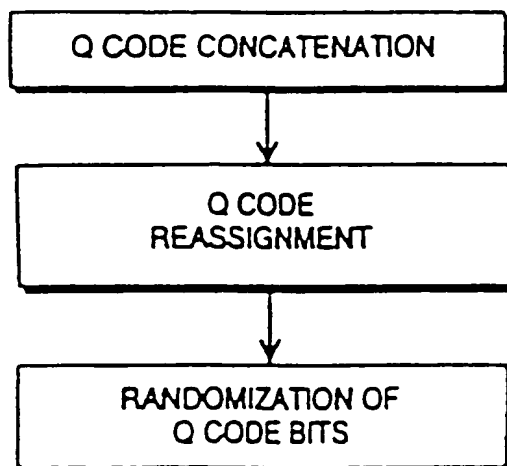 Q CODE CONCATENATION
Q CODE
REASSIGNMENT
RANDOMIZATION OF
Q CODE BITS